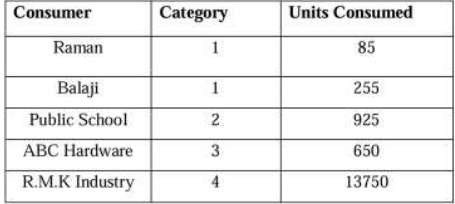 Consumer Category Units Consumed
Raman 1 85
Balaji 1 255
Public School 2 925
ABC Hardware 3 650
R.M.K Industry 4 13750